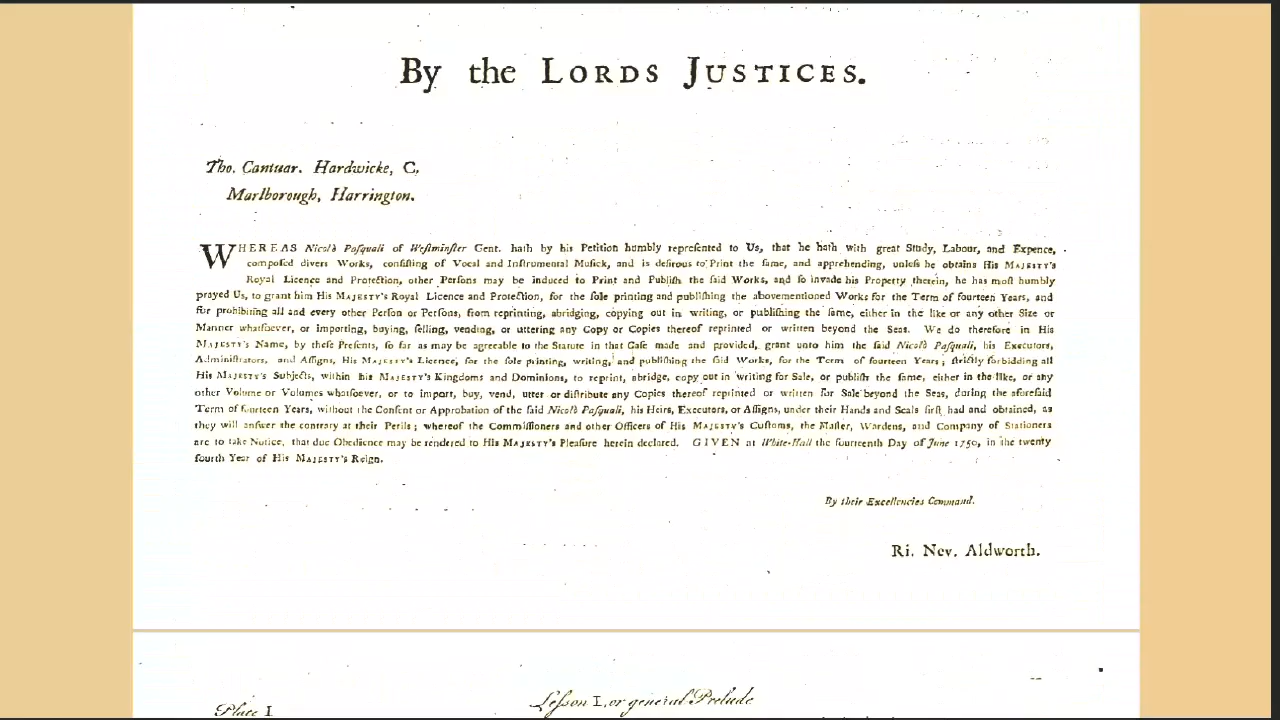 By the LORDS JUSTICES.
Tho. Cantuar. Hardwicke, C,
Marlborough, Harrington.
WHEREAS Nicolò Paſquali of Weſtminſter Gent. hath by his Petition humbly repreſented to Us, that he hath with great Study, Labour, and Expence,
compoſed divers Works, conſiſting of Vocal and Inſtrumental Muſick, and is deſirous to Print the ſame, and apprehending, unleſs he obtains His MAJESTY's
Royal Licence and Protection, other Perſons may be induced to Print and Publiſh the ſaid Works, and ſo invade his Property therein, he has moſt humbly
prayed Us, to grant him His MAJESTY's Royal Licence and Protection, for the ſole printing and publiſhing the abovementioned Works for the Term of fourteen Years, and
for prohibiting all and every other Perſon or Perſons, from reprinting, abridging, copying out in writing, or publiſhing the ſame, either in the like or any other Size or
Manner whatſoever, or importing, buying, ſelling, vending, or uttering any Copy or Copies thereof reprinted or written beyond the Seas. We do therefore in His
MAJESTY's Name, by theſe Preſents, ſo far as may be agreeable to the Statute in that Caſe made and provided, grant unto him the ſaid Nicolò Paſquali, his Executors,
Adminiſtrators, and Aſſigns, His MAJESTY's Licence, for the ſole printing, writing, and publiſhing the ſaid Works, for the Term of fourteen Years; ſtrictly forbidding all
His MAJESTY's Subjects, within his MAJESTY's Kingdoms and Dominions, to reprint, abridge, copy out in writing for Sale, or publiſh the ſame, either in the like, or any
other Volume or Volumes whatſoever, or to import, buy, vend, utter or diſtribute any Copies thereof reprinted or written for Sale beyond the Seas, during the aforeſaid
Term of fourteen Years, without the Conſent or Approbation of the ſaid Nicolò Paſquali, his Heirs, Executors, or Aſſigns, under their Hands and Seals firſt had and obtained, as
they will anſwer the contrary at their Perils; whereof the Commiſſioners and other Officers of His MAJESTY's Cuſtoms, the Maſter, Wardens, and Company of Stationers
are to take Notice, that due Obedience may be rendered to His MAJESTY's Pleaſure herein declared. GIVEN at White-Hall the fourteenth Day of June 1750, in the twenty
fourth Year of His MAJESTY's Reign.
By their Excellencies Command.
Ri. Nev. Aldworth.
Leſſon I, or general Prelude
Plate I